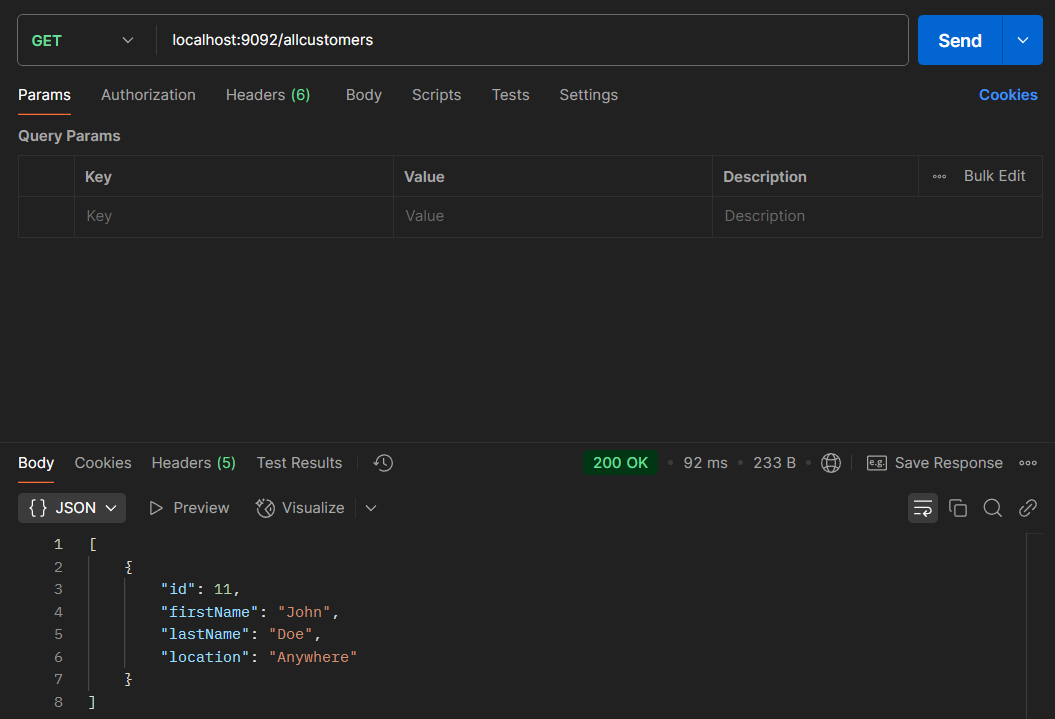 GET localhost:9092/allcustomers Send
Params Authorization Headers (6) Body Scripts Tests Settings Cookies
Query Params
Key Value Description Bulk Edit
Key Value Description
Body Cookies Headers (5) Test Results 200 OK • 92 ms • 233 B • e.g. Save Response
{} JSON Preview Visualize
1 [
2 {
3 "id": 11,
4 "firstName": "John",
5 "lastName": "Doe",
6 "location": "Anywhere"
7 }
8 ]